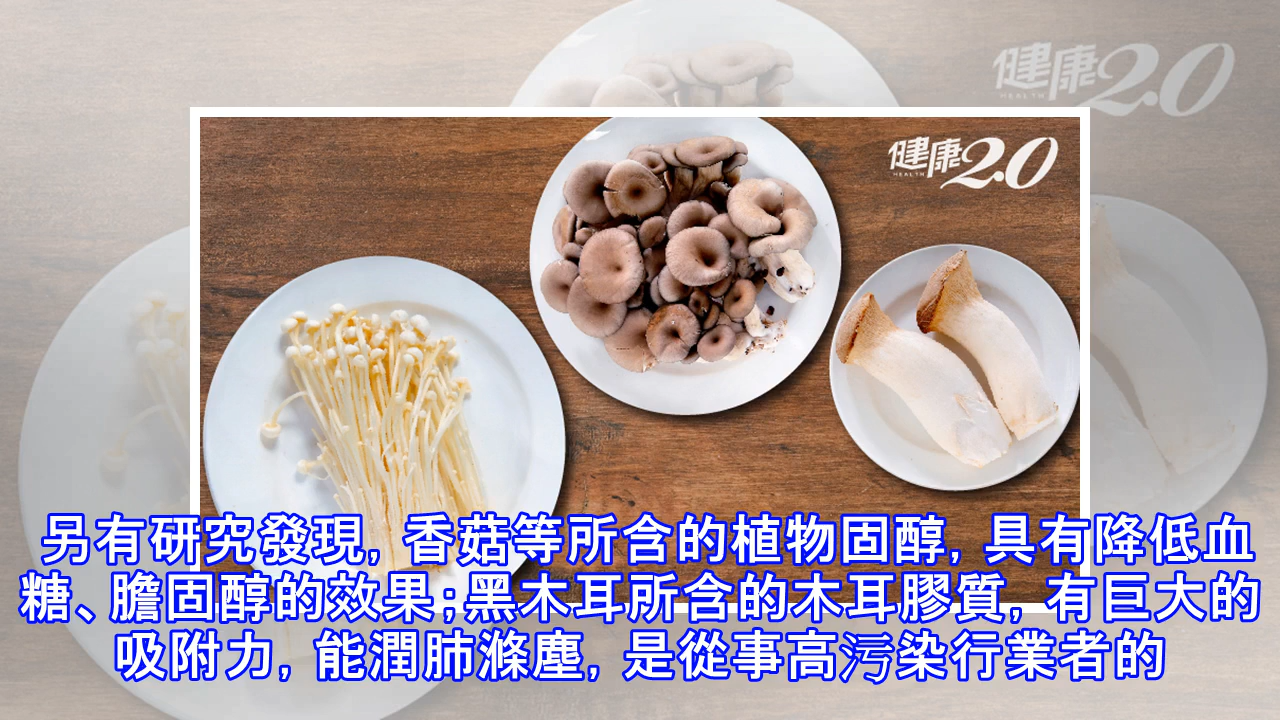 健康2.0
HEALTH
健康2.0
HEALTH
另有研究發現, 香菇等所含的植物固醇, 具有降低血
糖、膽固醇的效果;黑木耳所含的木耳膠質, 有巨大的
吸附力, 能潤肺滌塵, 是從事高污染行業者的